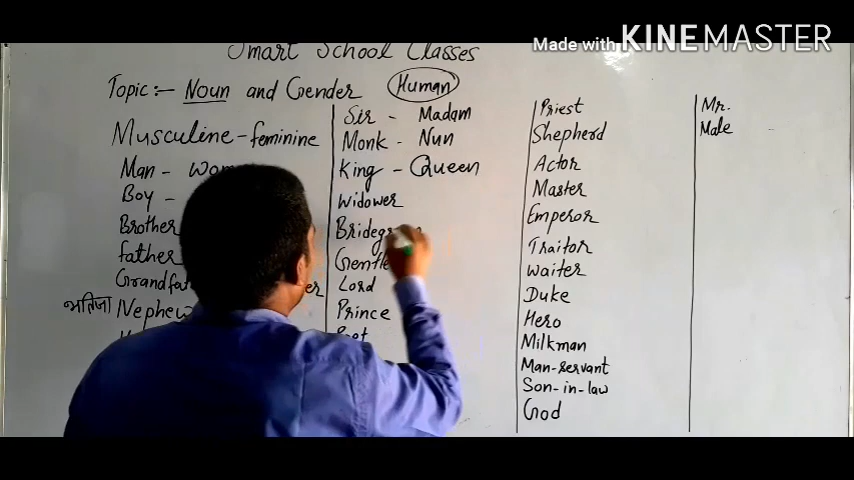 Made with KINEMASTER
Smart School Classes
Topic:- Noun and Gender Human
Musculine - feminine
Man -
Boy -
Brother
father
Grandfat er
भतिजा Nephew
Sir - Madam
Monk - Nun
King - Queen
Widower
Lord
Prince
Priest
Shepherd
Actor
Master
Emperor
Traitor
waiter
Duke
Hero
Milkman
Man-servant
Son-in-law
God
Mr.
Male